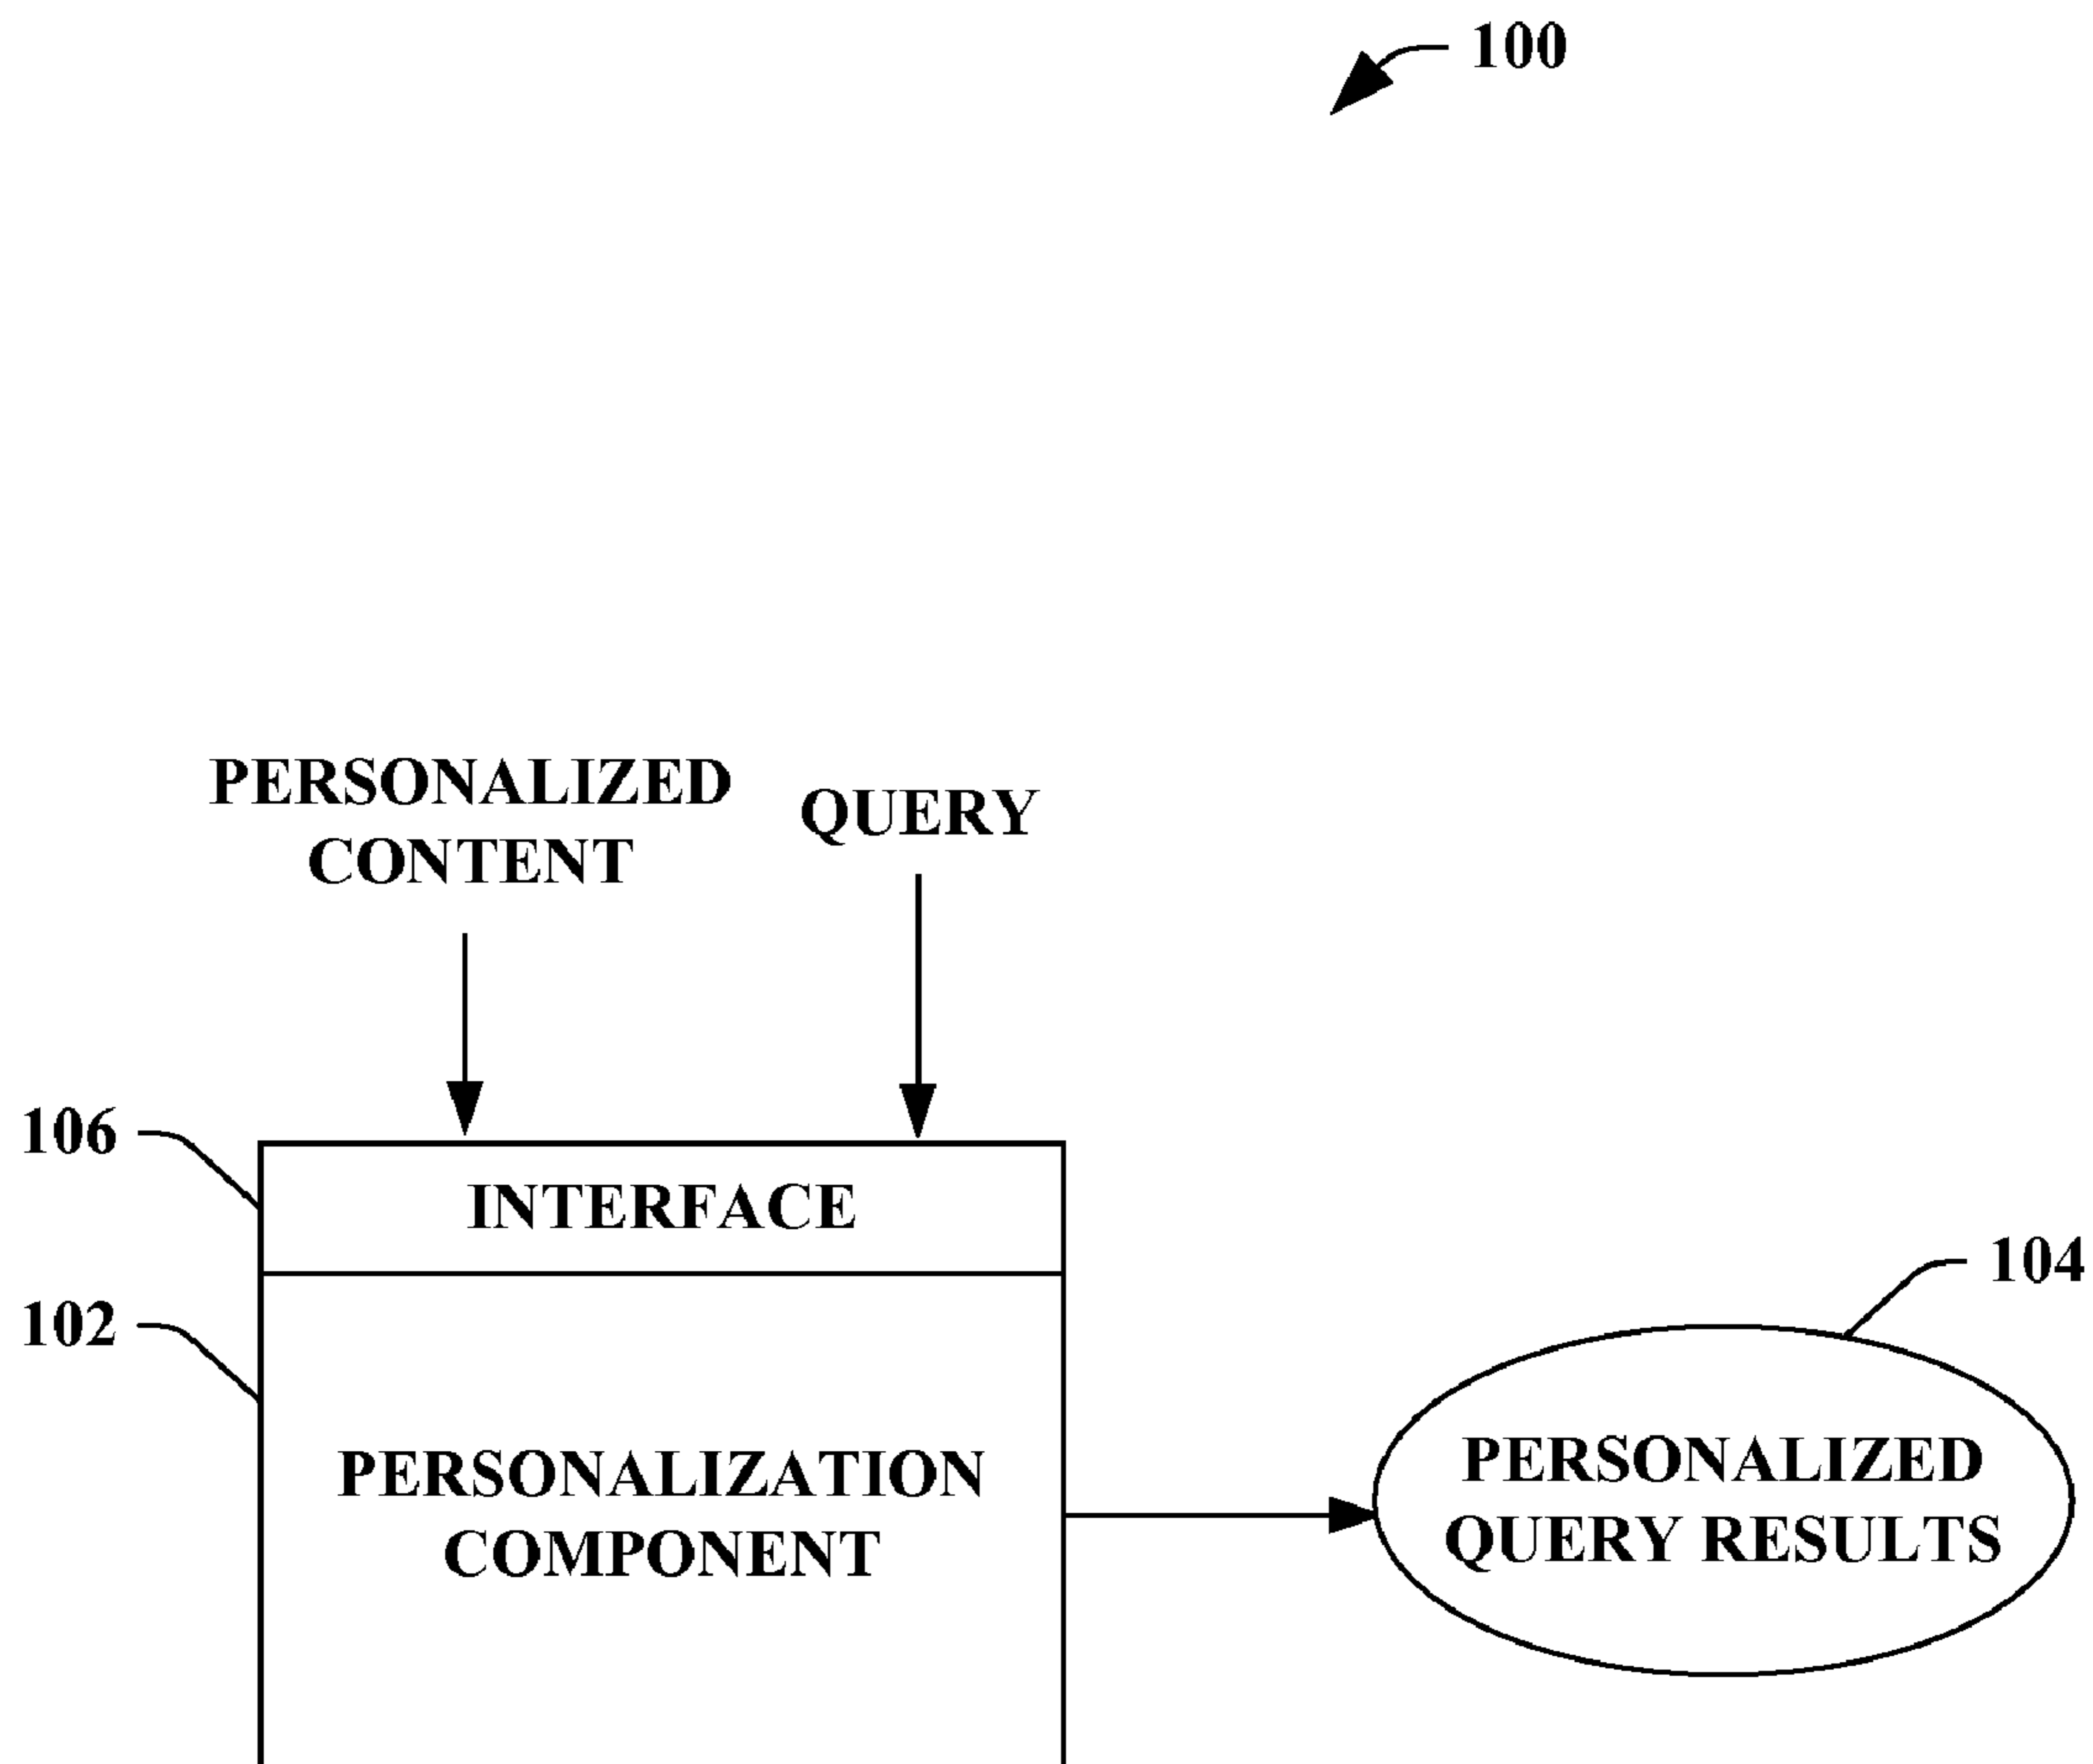 100
PERSONALIZED
CONTENT
QUERY
106
INTERFACE
104
102
PERSONALIZATION
COMPONENT
PERSONALIZED
QUERY RESULTS